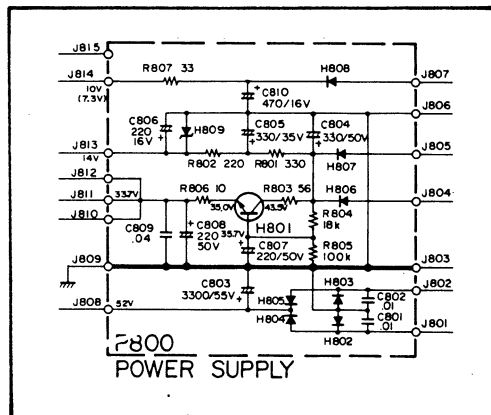 J815
J814
10V
(7.3V)
R807 33
H808
J807
C810
470/16V
J806
C806
220
16V
H809
C805
330/35V
C804
330/50V
J813
14V
R802 220
R801 330
H807
J805
J812
J811
33.7V
R806 10
35.0V
R803 56
43.5V
H806
J804
J810
H801
R804
18k
C809
.04
C808
220
50V
35.7V
C807
220/50V
R805
100k
J809
J803
C803
3300/55V
H803
J802
H805
C802
.01
J808
52V
H804
C801
.01
H802
J801
P800
POWER SUPPLY